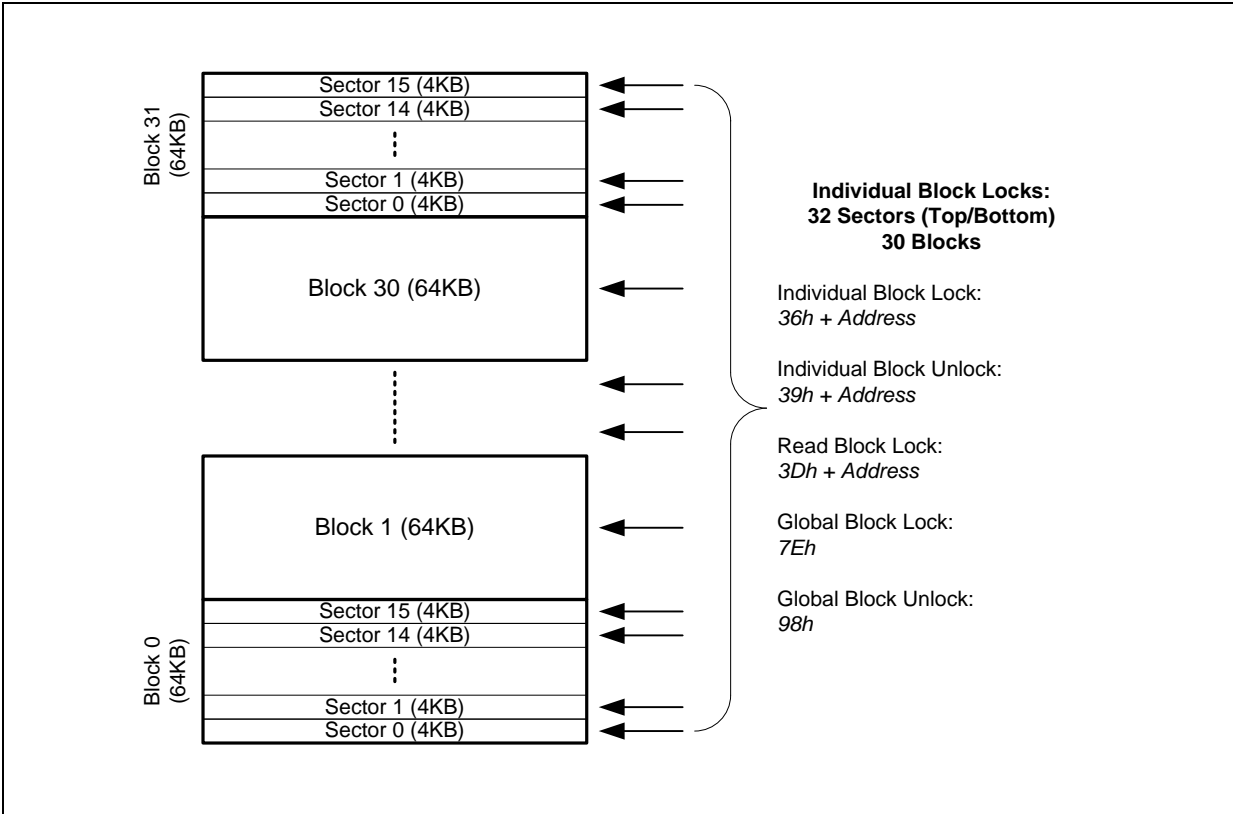 Block 31
(64KB)
Sector 15 (4KB)
Sector 14 (4KB)
Sector 1 (4KB)
Sector 0 (4KB)
Block 30 (64KB)
Block 1 (64KB)
Block 0
(64KB)
Sector 15 (4KB)
Sector 14 (4KB)
Sector 1 (4KB)
Sector 0 (4KB)
Individual Block Locks:
32 Sectors (Top/Bottom)
30 Blocks
Individual Block Lock:
36h + Address
Individual Block Unlock:
39h + Address
Read Block Lock:
3Dh + Address
Global Block Lock:
7Eh
Global Block Unlock:
98h